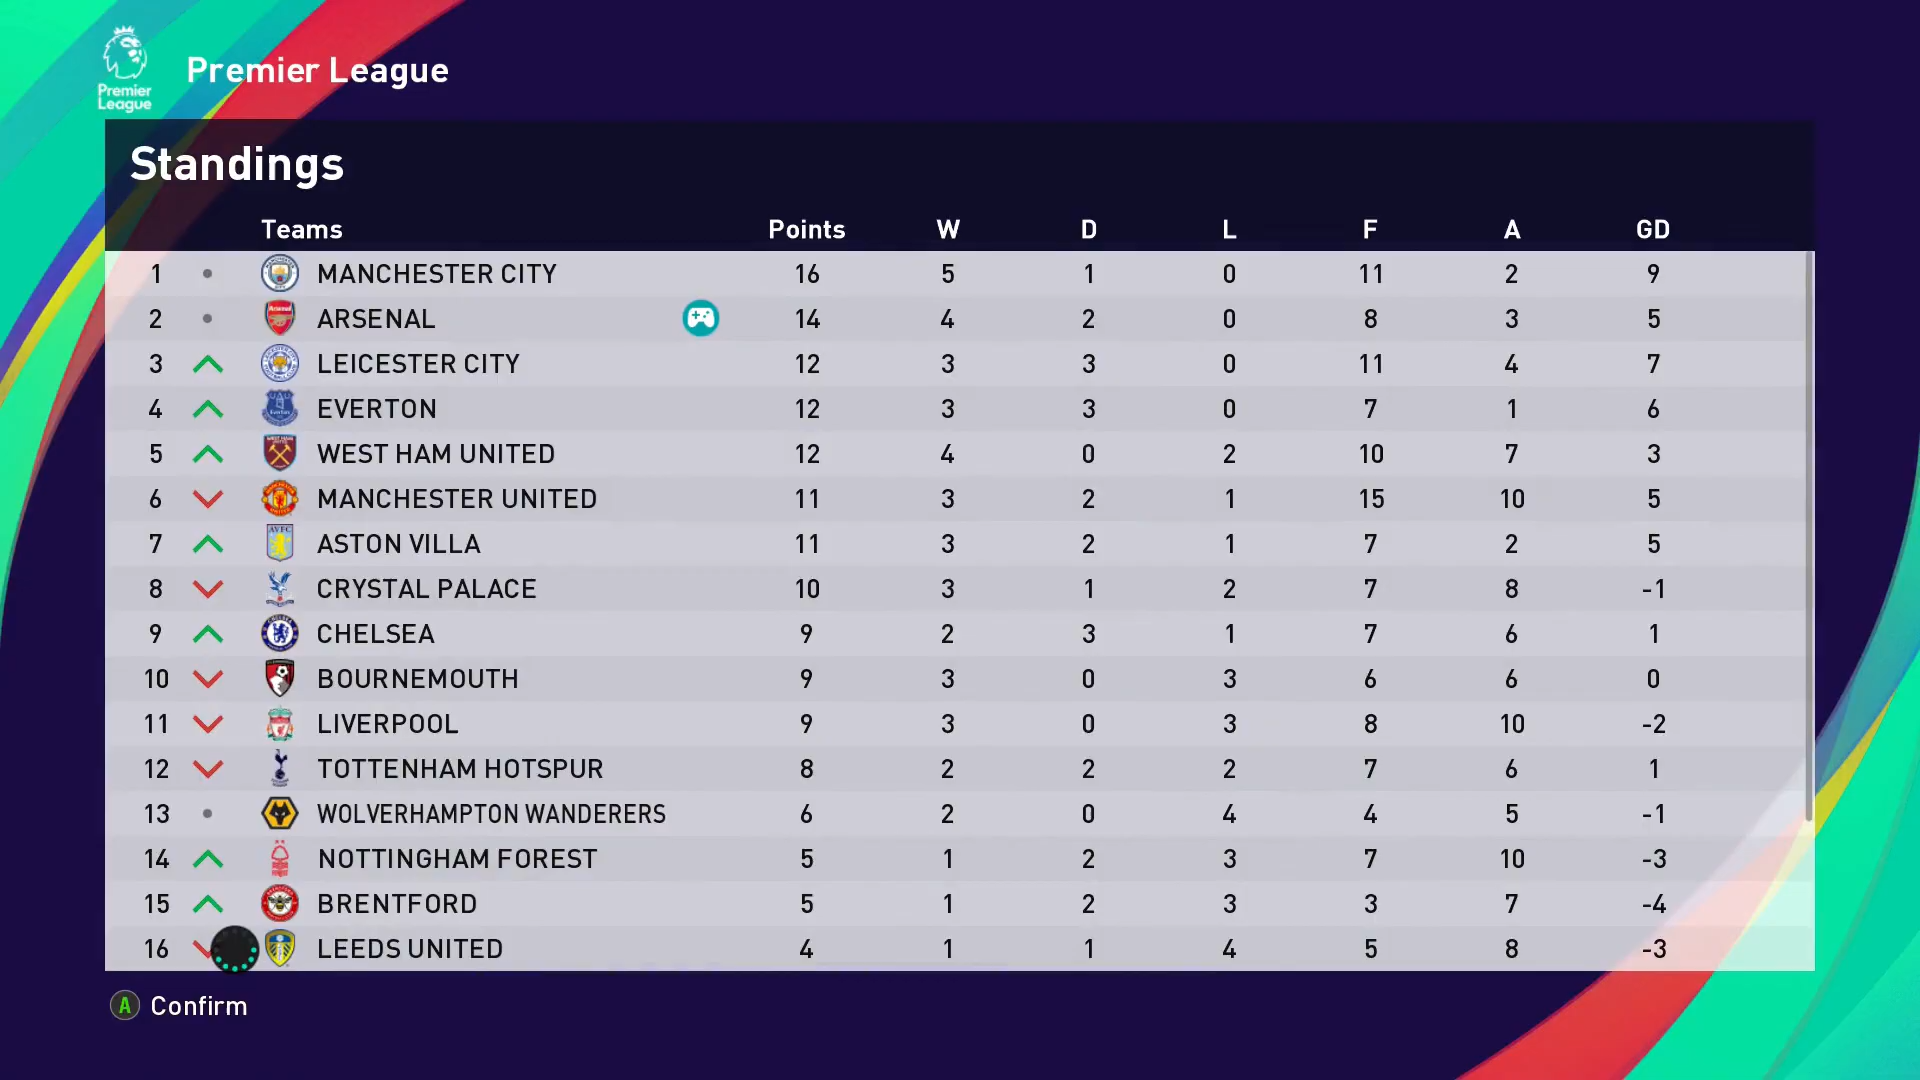 Premier League
Premier League
Standings
Teams Points W D L F A GD
1 MANCHESTER CITY 16 5 1 0 11 2 9
2 ARSENAL 14 4 2 0 8 3 5
3 LEICESTER CITY 12 3 3 0 11 4 7
4 EVERTON 12 3 3 0 7 1 6
5 WEST HAM UNITED 12 4 0 2 10 7 3
6 MANCHESTER UNITED 11 3 2 1 15 10 5
7 ASTON VILLA 11 3 2 1 7 2 5
8 CRYSTAL PALACE 10 3 1 2 7 8 -1
9 CHELSEA 9 2 3 1 7 6 1
10 BOURNEMOUTH 9 3 0 3 6 6 0
11 LIVERPOOL 9 3 0 3 8 10 -2
12 TOTTENHAM HOTSPUR 8 2 2 2 7 6 1
13 WOLVERHAMPTON WANDERERS 6 2 0 4 4 5 -1
14 NOTTINGHAM FOREST 5 1 2 3 7 10 -3
15 BRENTFORD 5 1 2 3 3 7 -4
16 LEEDS UNITED 4 1 1 4 5 8 -3
A Confirm